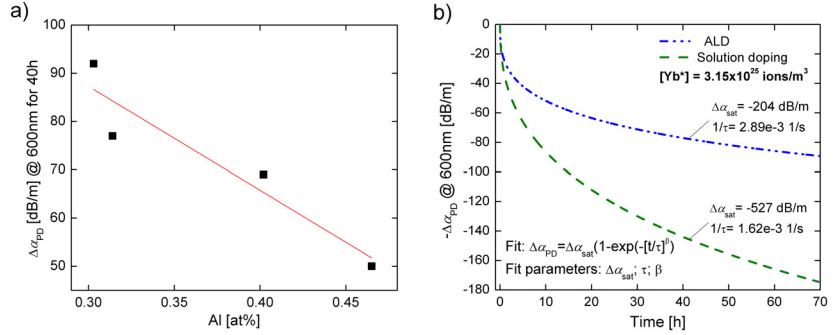 a)
Δα_PD [dB/m] @ 600nm for 40h
100
90
80
70
60
50
0.30
0.35
0.40
0.45
Al [at%]
b)
-Δα_PD @ 600nm [dB/m]
0
-20
-40
-60
-80
-100
-120
-140
-160
-180
ALD
Solution doping
[Yb*] = 3.15x10^25 ions/m^3
Δα_sat = -204 dB/m
1/τ= 2.89e-3 1/s
Δα_sat = -527 dB/m
1/τ= 1.62e-3 1/s
Fit: Δα_PD=Δα_sat(1-exp(-[t/τ]^β)
Fit parameters: Δα_sat; τ; β
0
10
20
30
40
50
60
70
Time [h]